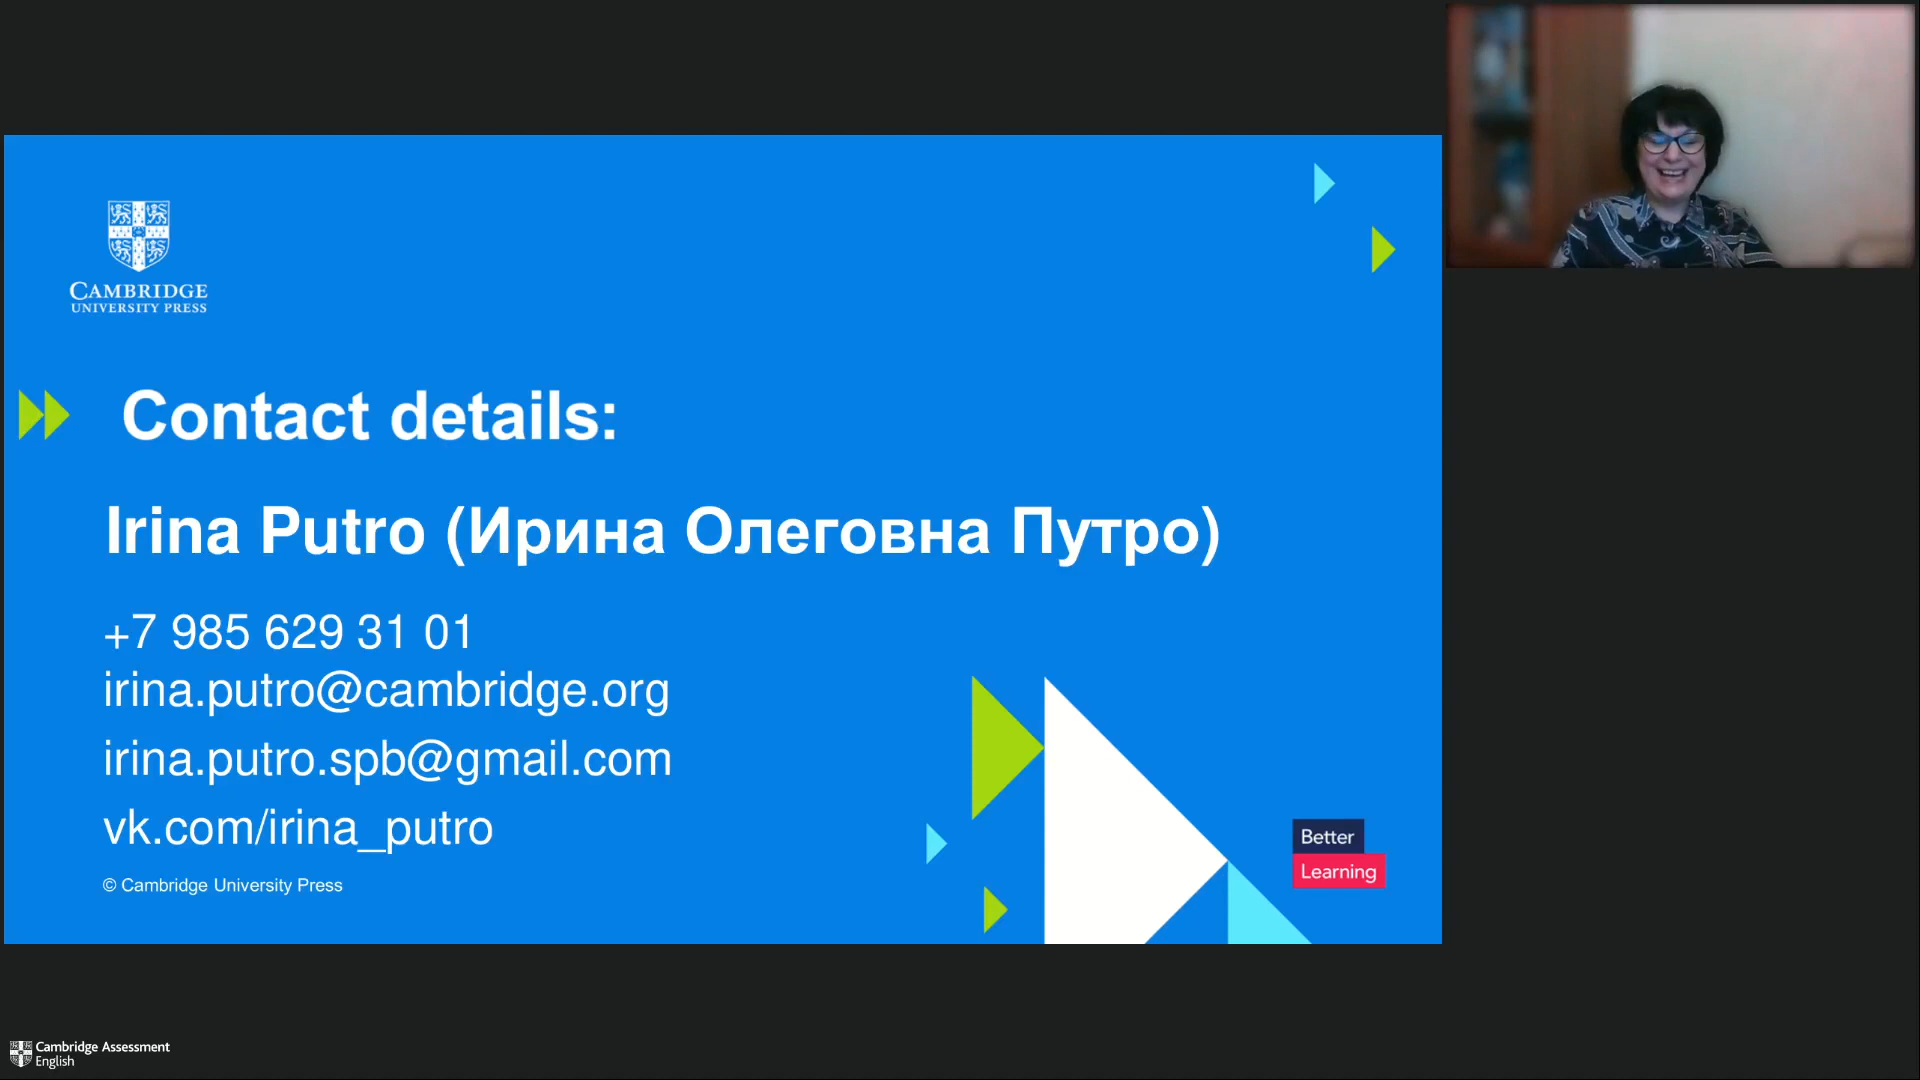 CAMBRIDGE
UNIVERSITY PRESS
Contact details:
Irina Putro (Ирина Олеговна Путро)
+7 985 629 31 01
irina.putro@cambridge.org
irina.putro.spb@gmail.com
vk.com/irina_putro
© Cambridge University Press
Better
Learning
Cambridge Assessment
English